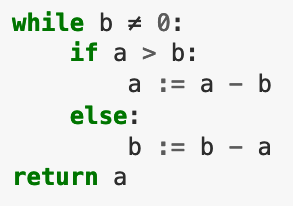 while b ≠ 0:
    if a > b:
        a := a − b
    else:
        b := b − a
return a